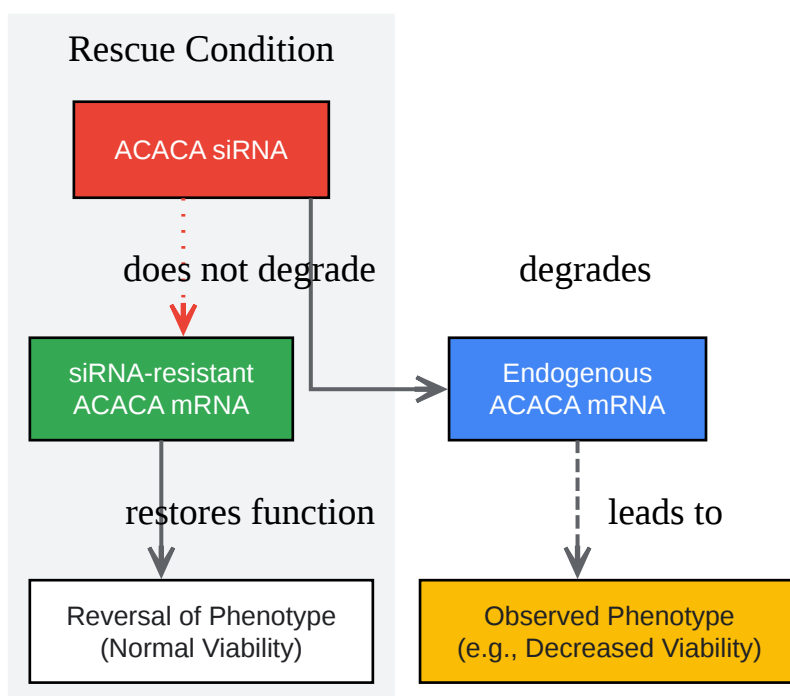 Rescue Condition
ACACA siRNA
does not degrade
degrades
siRNA-resistant
ACACA mRNA
Endogenous
ACACA mRNA
restores function
leads to
Reversal of Phenotype
(Normal Viability)
Observed Phenotype
(e.g., Decreased Viability)